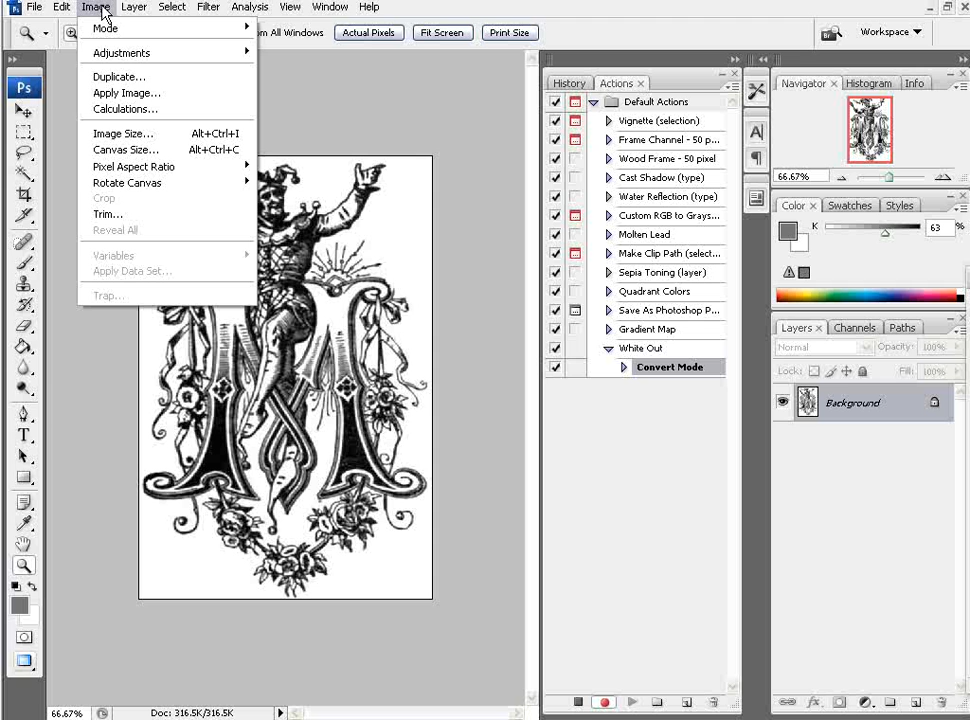 File Edit Image Layer Select Filter Analysis View Window Help
m All Windows Actual Pixels Fit Screen Print Size Workspace
Mode
Adjustments
Duplicate...
Apply Image...
Calculations...
Image Size... Alt+Ctrl+I
Canvas Size... Alt+Ctrl+C
Pixel Aspect Ratio
Rotate Canvas
Crop
Trim...
Reveal All
Variables
Apply Data Set...
Trap...
Ps
T
66.67% Doc: 316.5K/316.5K
History Actions
Default Actions
Vignette (selection)
Frame Channel - 50 p...
Wood Frame - 50 pixel
Cast Shadow (type)
Water Reflection (type)
Custom RGB to Grays...
Molten Lead
Make Clip Path (select...
Sepia Toning (layer)
Quadrant Colors
Save As Photoshop P...
Gradient Map
White Out
Convert Mode
A
Navigator Histogram Info
66.67%
Color Swatches Styles
K 63 %
Layers Channels Paths
Normal Opacity: 100%
Lock: Fill: 100%
Background
fx